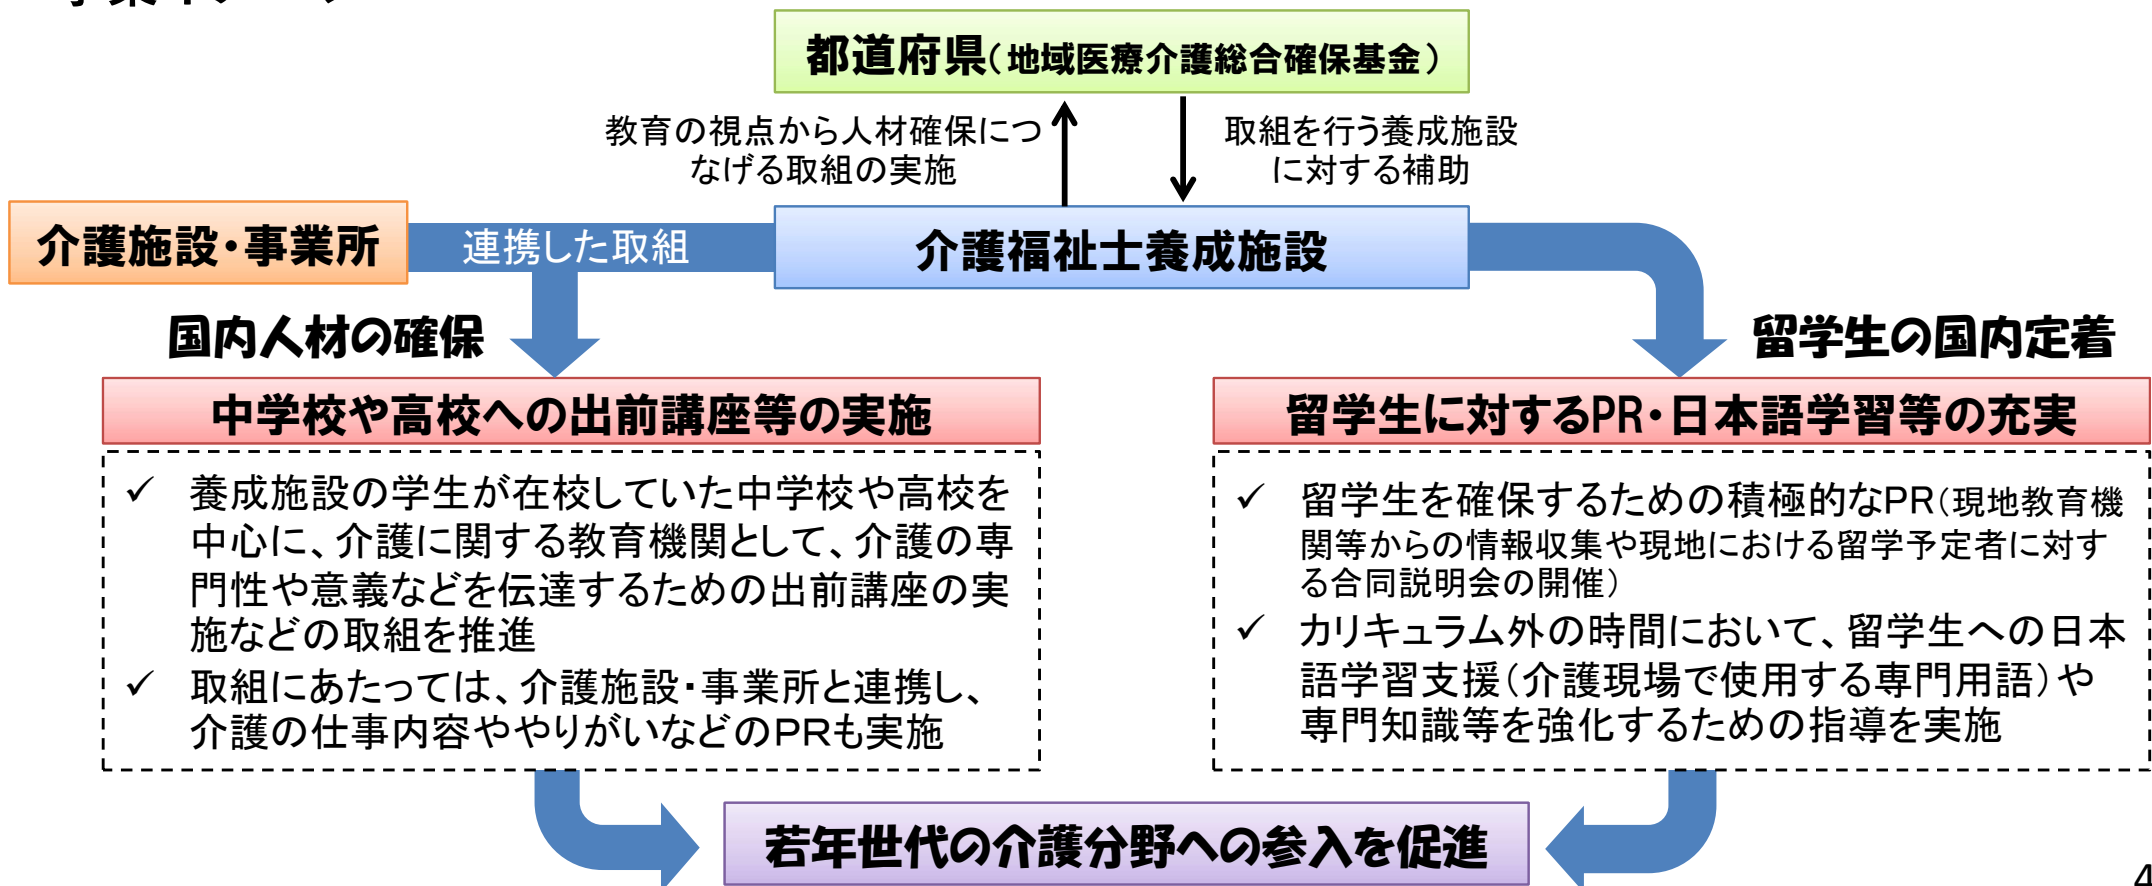 都道府県（地域医療介護総合確保基金）
教育の視点から人材確保につ
なげる取組の実施
取組を行う養成施設
に対する補助
介護施設・事業所
連携した取組
介護福祉士養成施設
国内人材の確保
留学生の国内定着
中学校や高校への出前講座等の実施
✓ 養成施設の学生が在校していた中学校や高校を
中心に、介護に関する教育機関として、介護の専
門性や意義などを伝達するための出前講座の実
施などの取組を推進
✓ 取組にあたっては、介護施設・事業所と連携し、
介護の仕事内容ややりがいなどのPRも実施
留学生に対するPR・日本語学習等の充実
✓ 留学生を確保するための積極的なPR（現地教育機
関等からの情報収集や現地における留学予定者に対す
る合同説明会の開催）
✓ カリキュラム外の時間において、留学生への日本
語学習支援（介護現場で使用する専門用語）や
専門知識等を強化するための指導を実施
若年世代の介護分野への参入を促進